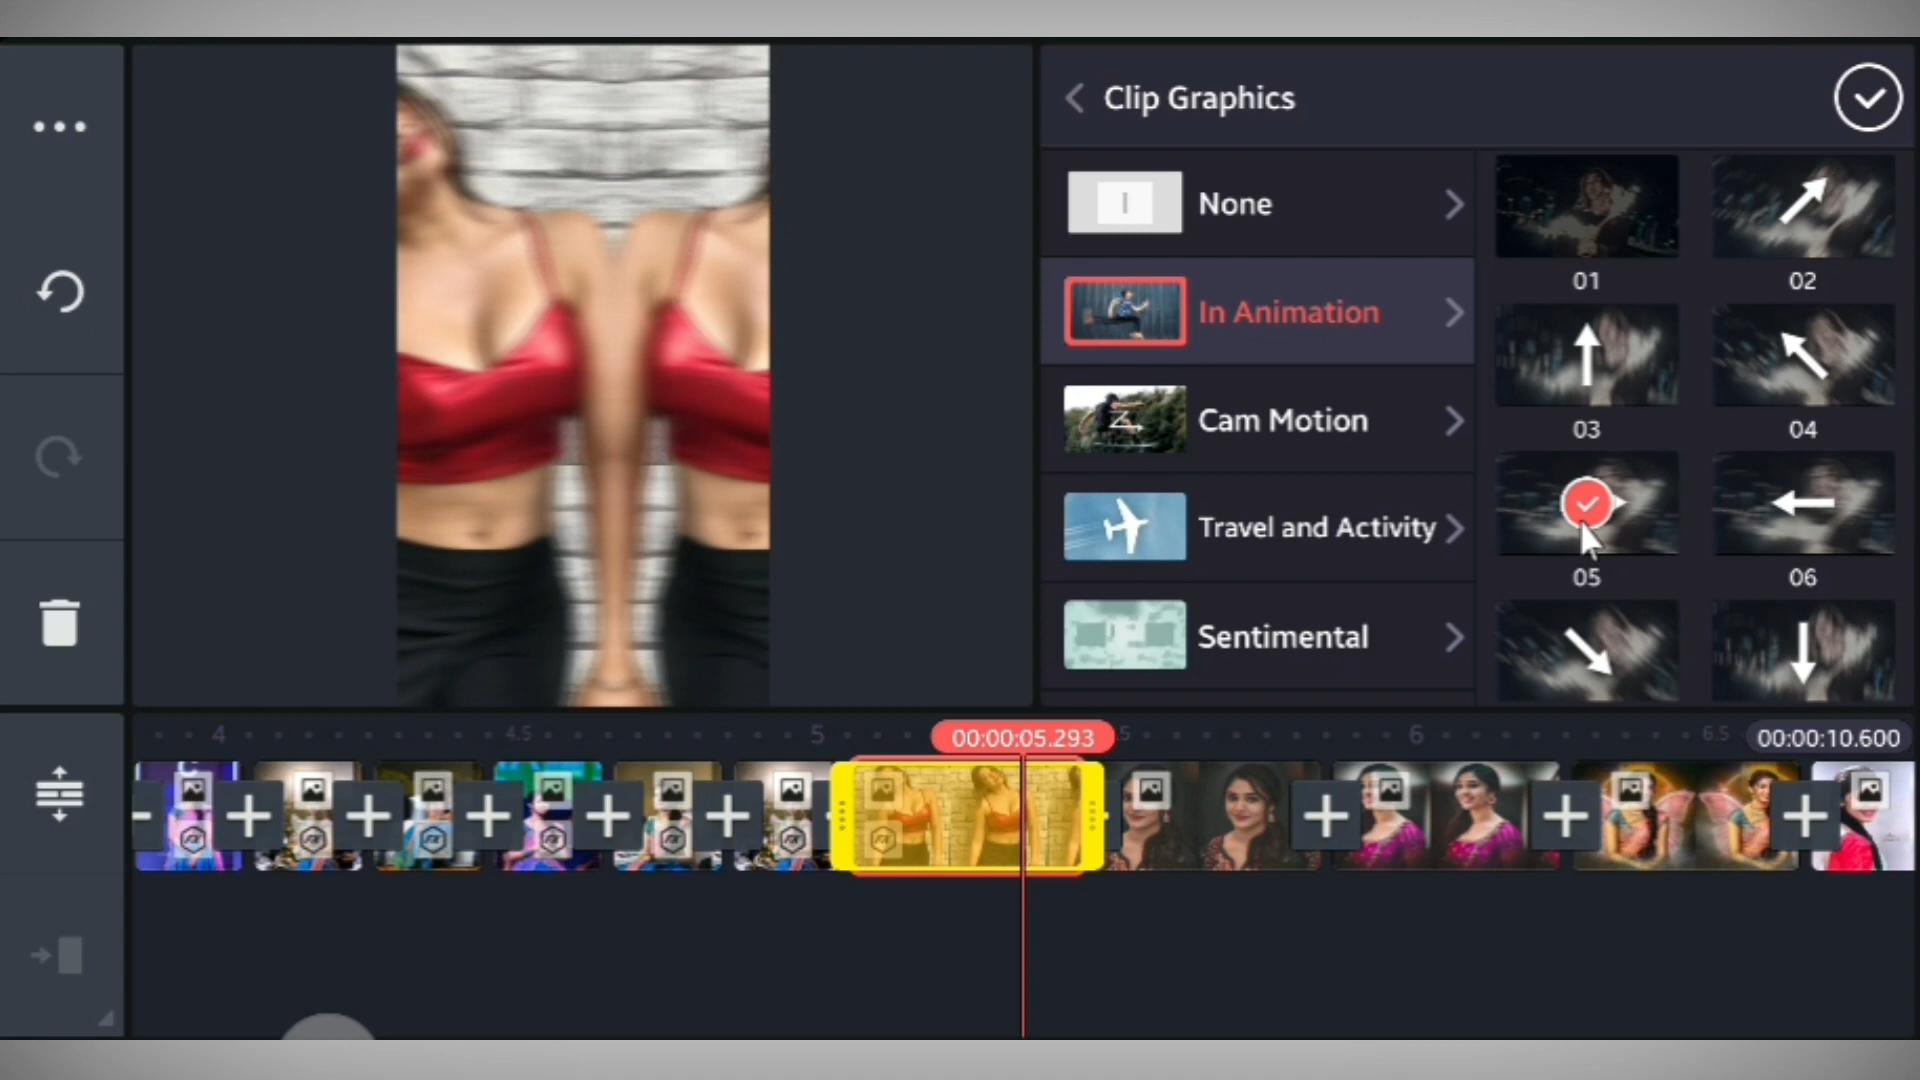 Clip Graphics
None
In Animation
Cam Motion
Travel and Activity
Sentimental
01
02
03
04
05
06
4
4.5
5
00:00:05.293
5
6
6.5
00:00:10.600